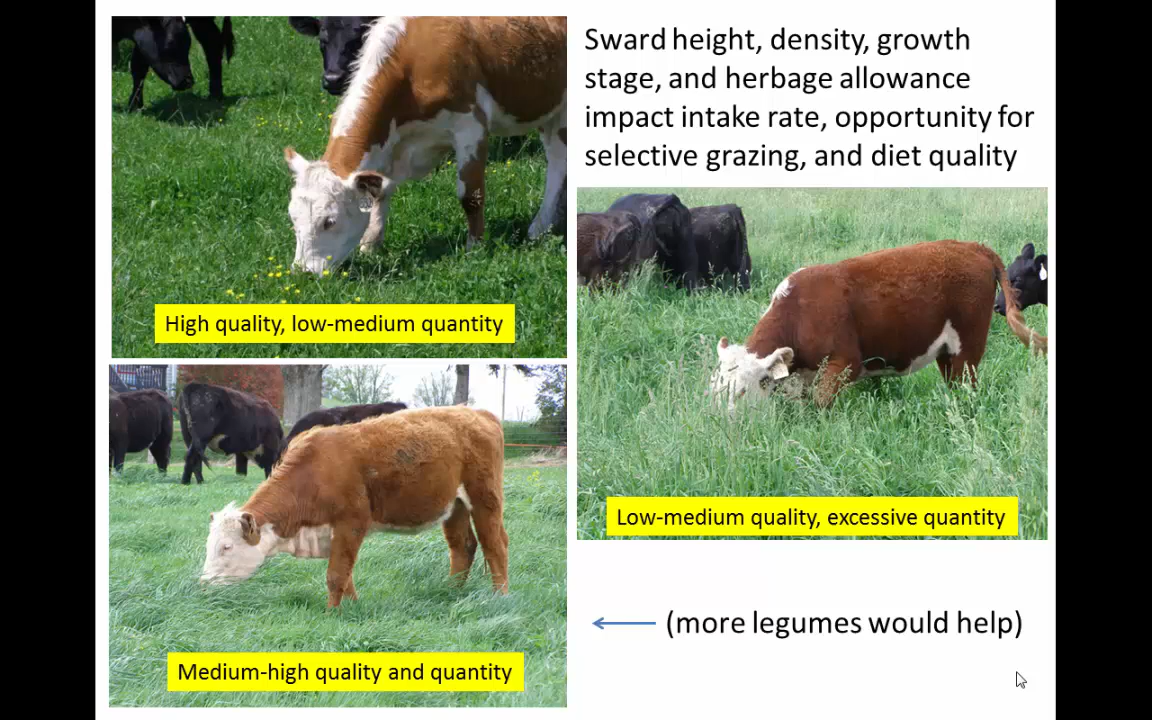 Sward height, density, growth
stage, and herbage allowance
impact intake rate, opportunity for
selective grazing, and diet quality
High quality, low-medium quantity
Low-medium quality, excessive quantity
(more legumes would help)
Medium-high quality and quantity